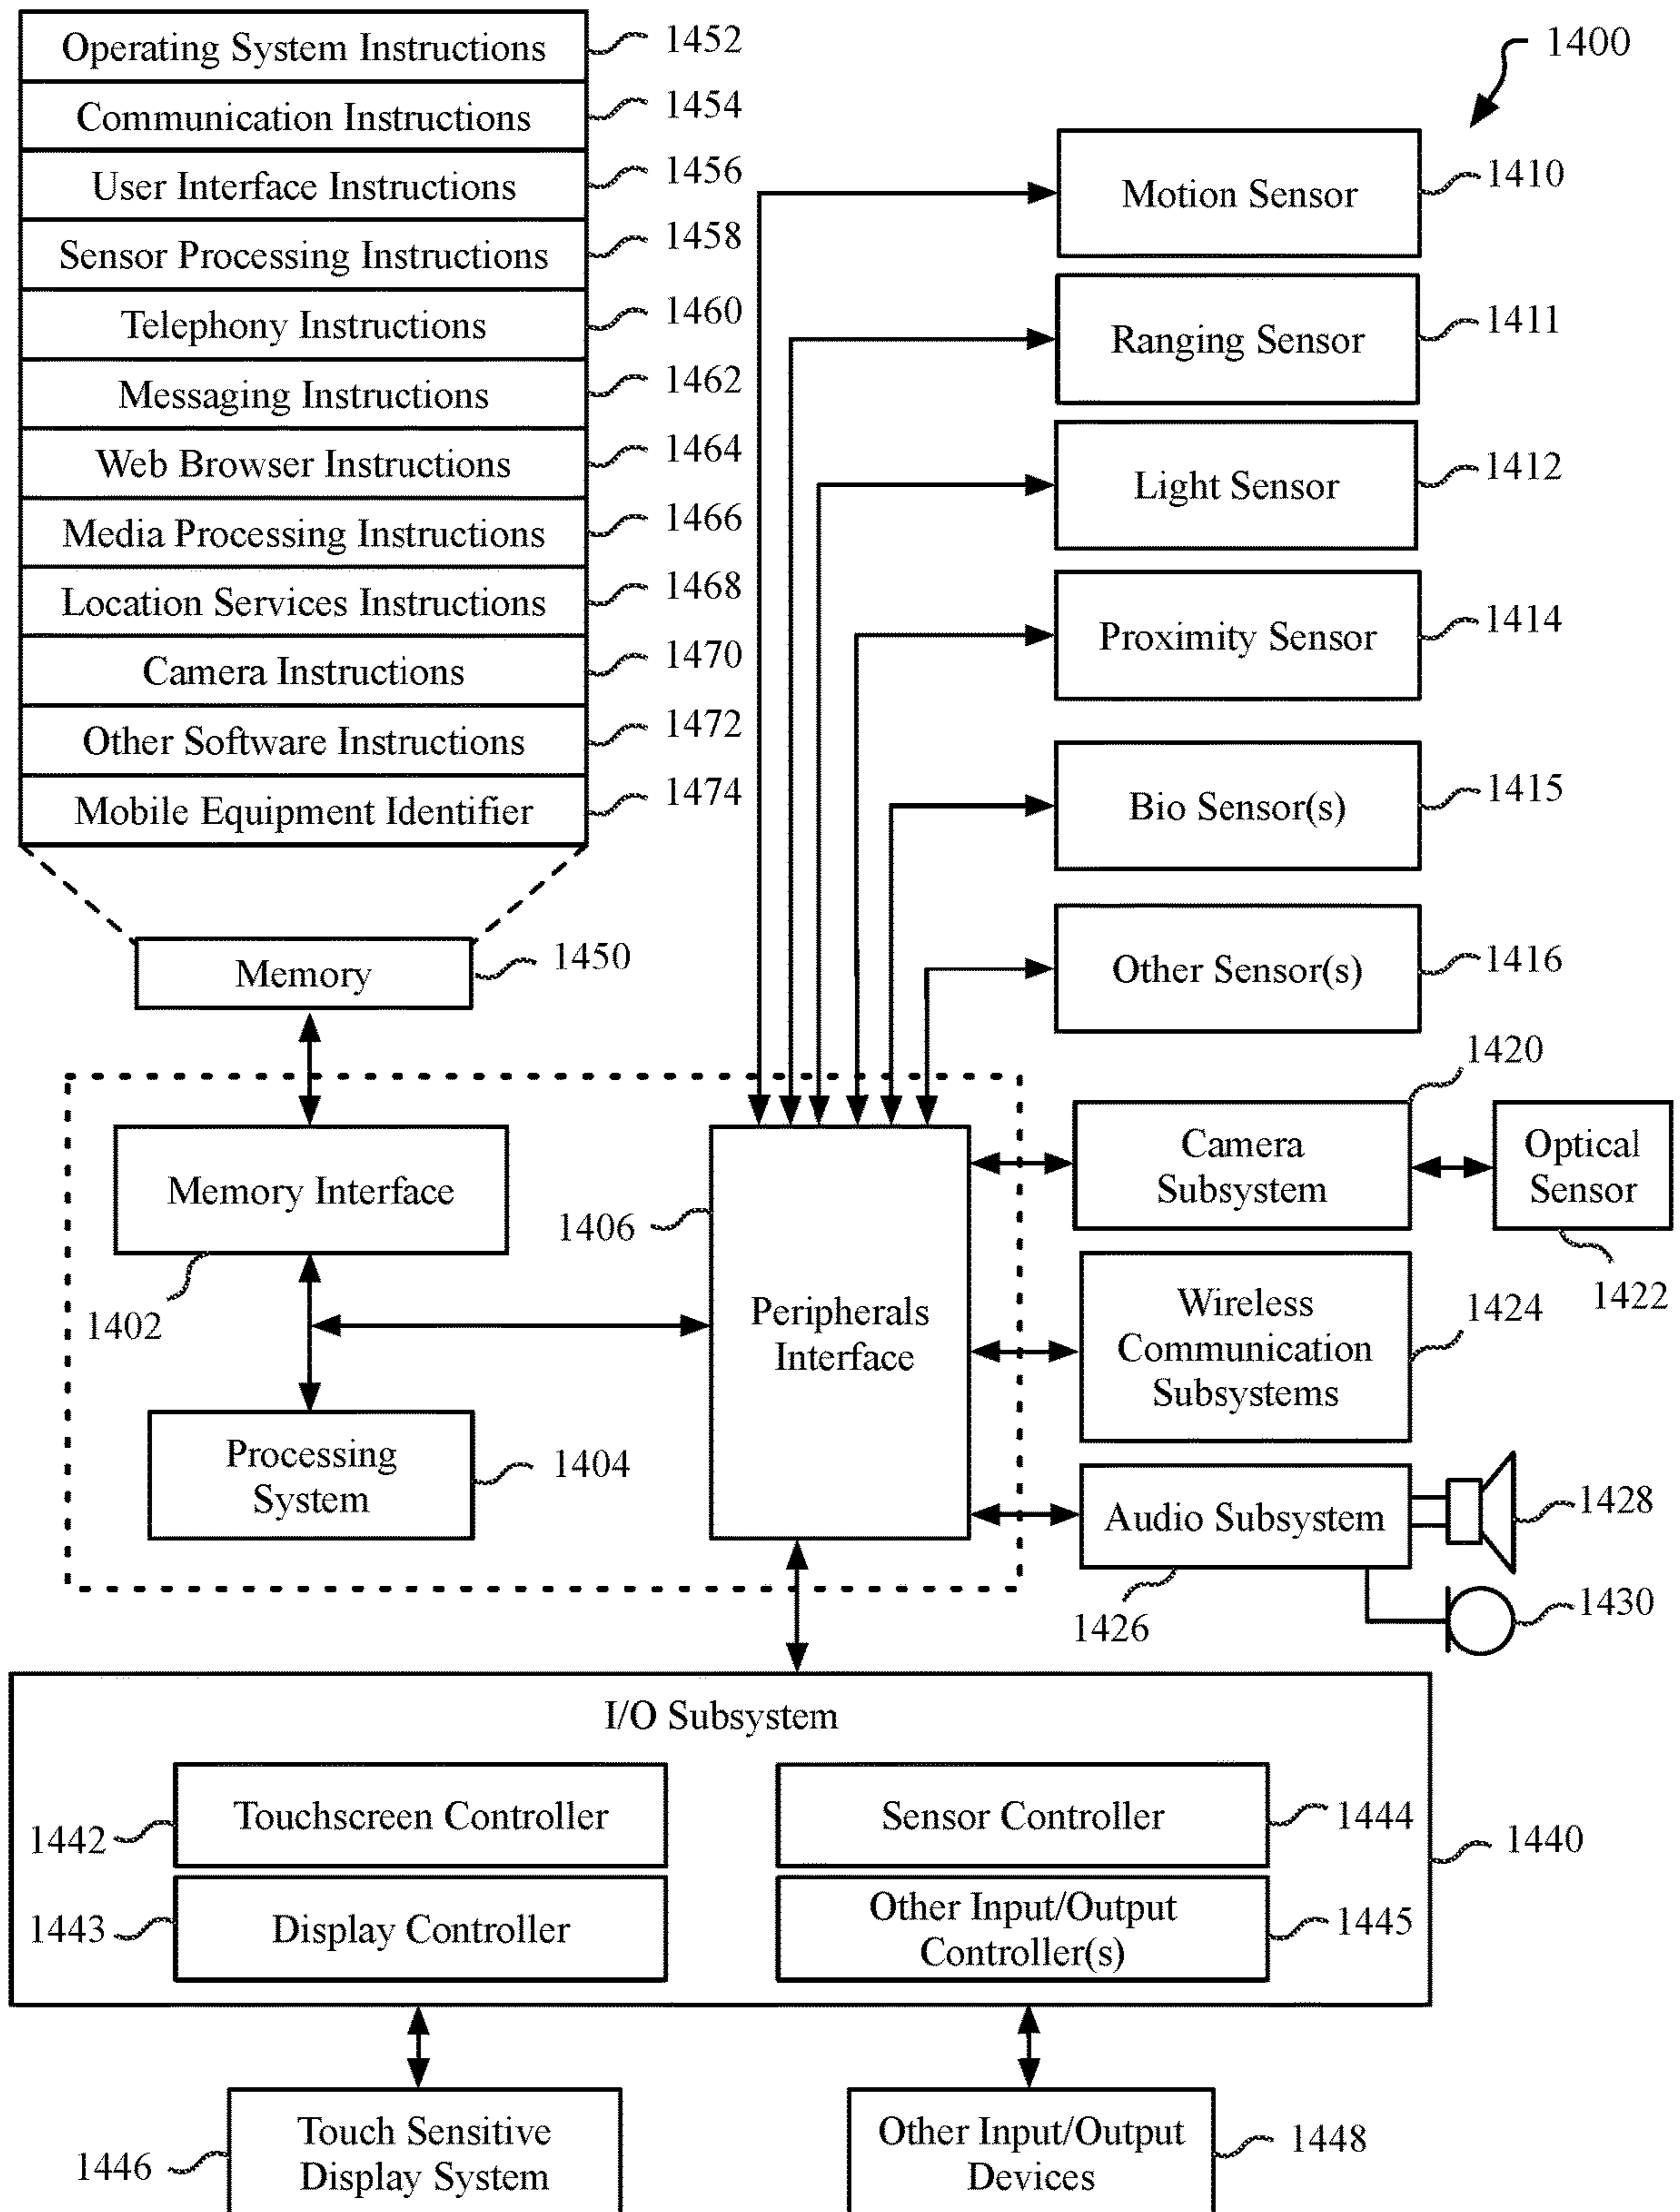 Operating System Instructions
1452
Communication Instructions
1454
User Interface Instructions
1456
Sensor Processing Instructions
1458
Telephony Instructions
1460
Messaging Instructions
1462
Web Browser Instructions
1464
Media Processing Instructions
1466
Location Services Instructions
1468
Camera Instructions
1470
Other Software Instructions
1472
Mobile Equipment Identifier
1474
Memory
1450
1400
Motion Sensor
1410
Ranging Sensor
1411
Light Sensor
1412
Proximity Sensor
1414
Bio Sensor(s)
1415
Other Sensor(s)
1416
Memory Interface
1402
Processing
System
1404
1406
Peripherals
Interface
1420
Camera
Subsystem
Optical
Sensor
1422
Wireless
Communication
Subsystems
1424
Audio Subsystem
1426
1428
1430
I/O Subsystem
1440
1442
Touchscreen Controller
Sensor Controller
1444
1443
Display Controller
Other Input/Output
Controller(s)
1445
1446
Touch Sensitive
Display System
Other Input/Output
Devices
1448